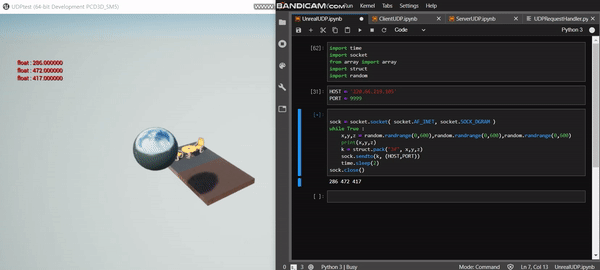 UDPtest (64-bit Development PCD3D_SM5)
float : 286.000000
float : 472.000000
float : 417.000000
BANDICAM.com Run Kernel Tabs Settings Help
UnrealUDP.ipynb
ClientUDP.ipynb
ServerUDP.ipynb
UDPRequestHandler.py
Code
Python 3
[62]:
import time
import socket
from array import array
import struct
import random
[31]:
HOST =
PORT = 9999
[*]:
sock = socket.socket( socket.AF_INET, socket.SOCK_DGRAM )
while True :
x,y,z = random.randrange(0,600),random.randrange(0,600),random.randrange(0,600)
print(x,y,z)
k = struct.pack( x,y,z)
sock.sendto(k, (HOST,PORT))
time.sleep(2)
sock.close()
286 472 417
[ ]:
0 3 Python 3 | Busy
Mode: Command
Ln 7, Col 13
UnrealUDP.ipynb